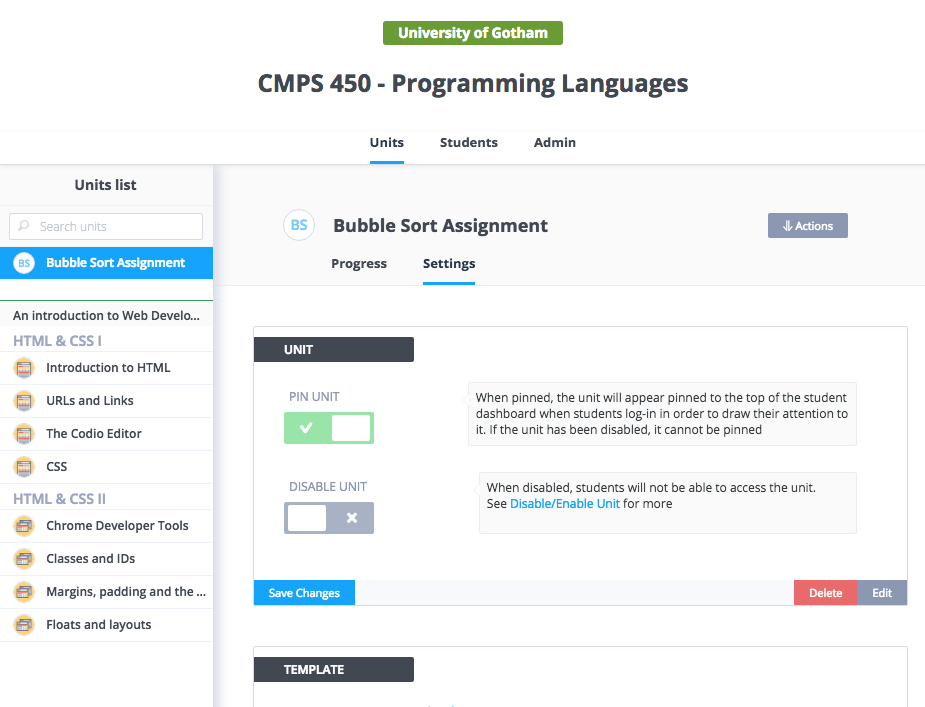 University of Gotham
CMPS 450 - Programming Languages
Units Students Admin
Units list
Search units
BS Bubble Sort Assignment
An introduction to Web Develo...
HTML & CSS I
Introduction to HTML
URLs and Links
The Codio Editor
CSS
HTML & CSS II
Chrome Developer Tools
Classes and IDs
Margins, padding and the ...
Floats and layouts
BS Bubble Sort Assignment
Actions
Progress Settings
UNIT
PIN UNIT
When pinned, the unit will appear pinned to the top of the student
dashboard when students log-in in order to draw their attention to
it. If the unit has been disabled, it cannot be pinned
DISABLE UNIT
When disabled, students will not be able to access the unit.
See Disable/Enable Unit for more
Save Changes Delete Edit
TEMPLATE